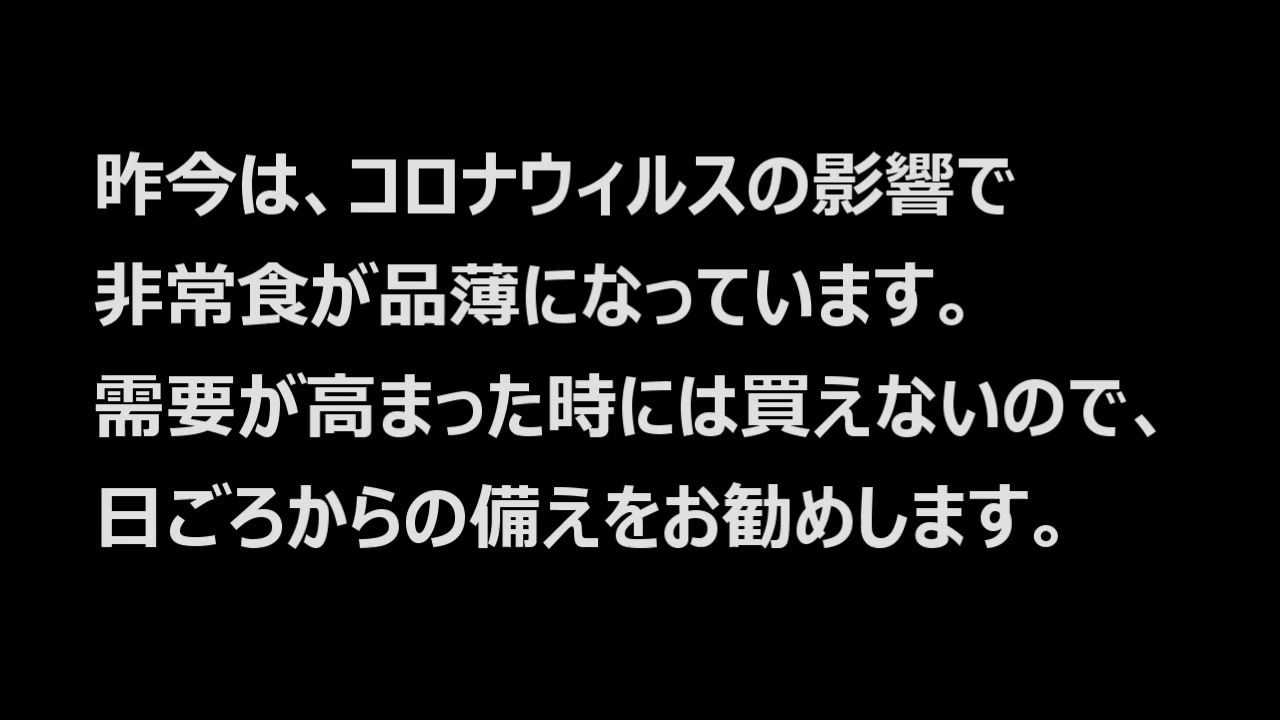 昨今は、コロナウィルスの影響で
非常食が品薄になっています。
需要が高まった時には買えないので、
日ごろからの備えをお勧めします。